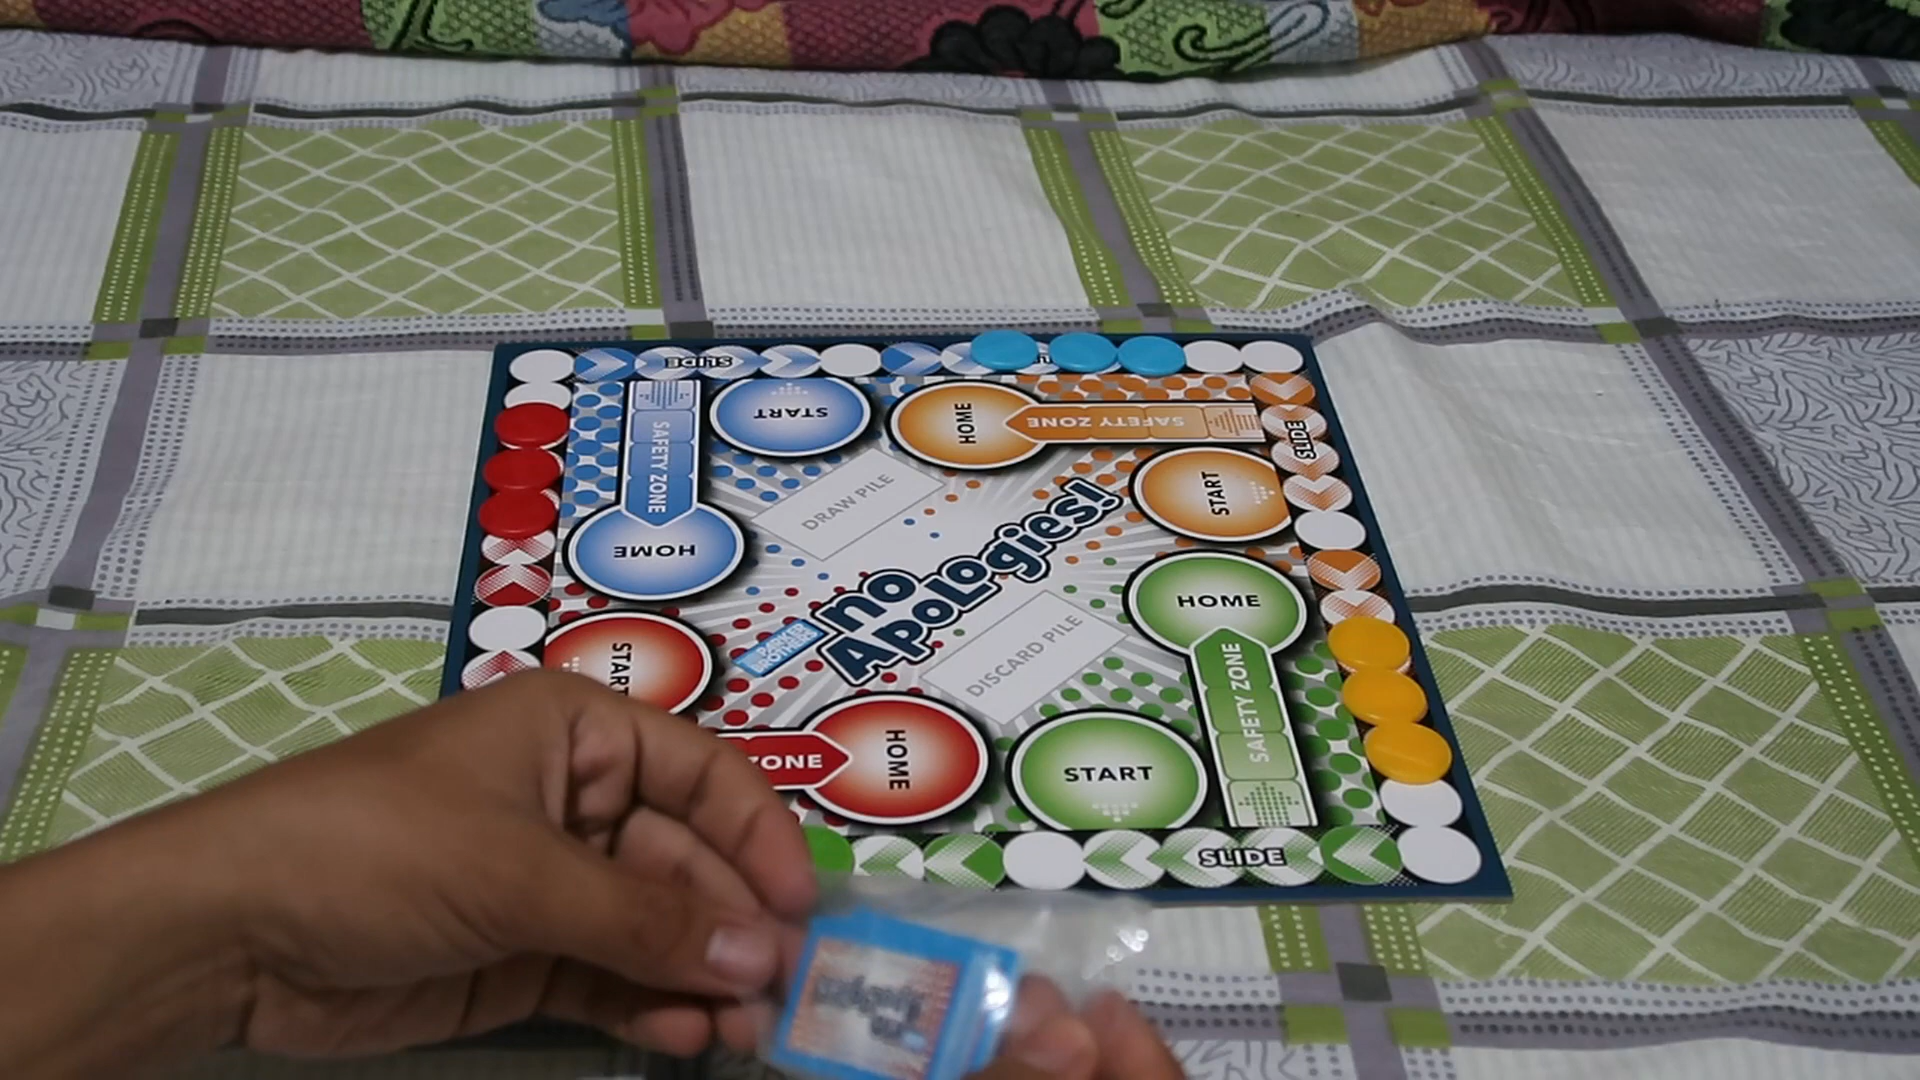 SLIDE
SLIDE
START
HOME
SAFETY ZONE
SAFETY ZONE
START
DRAW PILE
HOME
HOME
no
APoLogies!
PARKER
BROTHERS
START
DISCARD PILE
SAFETY ZONE
ZONE
HOME
START
SLIDE